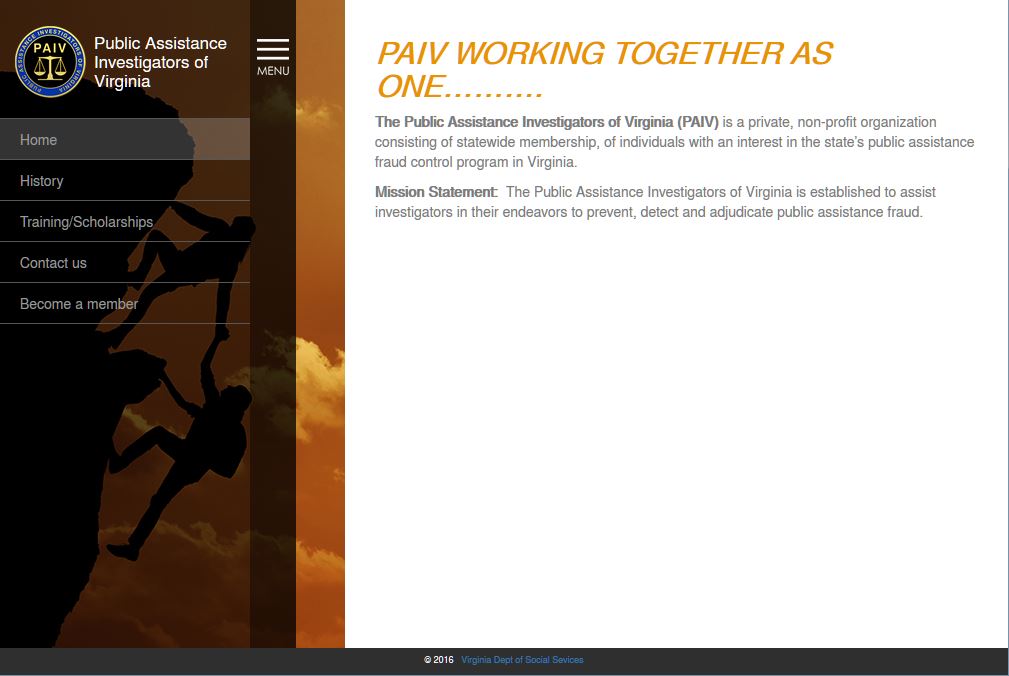 PAIV
PUBLIC ASSISTANCE INVESTIGATORS OF VIRGINIA
Public Assistance
Investigators of
Virginia
MENU
Home
History
Training/Scholarships
Contact us
Become a member
PAIV WORKING TOGETHER AS
ONE..........
The Public Assistance Investigators of Virginia (PAIV) is a private, non-profit organization
consisting of statewide membership, of individuals with an interest in the state's public assistance
fraud control program in Virginia.
Mission Statement:  The Public Assistance Investigators of Virginia is established to assist
investigators in their endeavors to prevent, detect and adjudicate public assistance fraud.
© 2016 Virginia Dept of Social Sevices